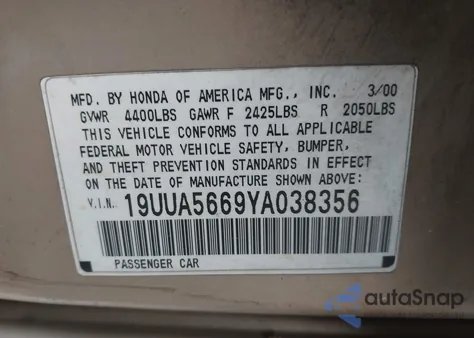 MFD. BY HONDA OF AMERICA MFG., INC. 3/00
GVWR 4400LBS GAWR F 2425LBS R 2050LBS
THIS VEHICLE CONFORMS TO ALL APPLICABLE
FEDERAL MOTOR VEHICLE SAFETY, BUMPER,
AND THEFT PREVENTION STANDARDS IN EFFECT
ON THE DATE OF MANUFACTURE SHOWN ABOVE.
V.I.N. 19UUA5669YA038356
PASSENGER CAR
autoSnap